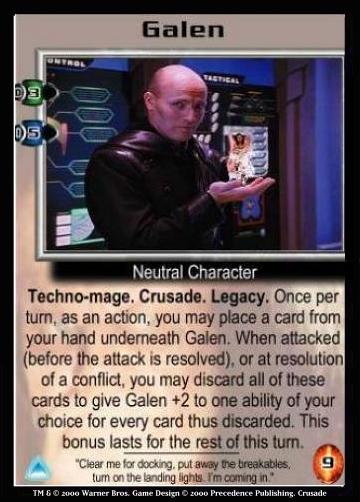 Galen
CONTROL
TACTICAL
3
5
Neutral Character
Techno-mage. Crusade. Legacy. Once per
turn, as an action, you may place a card from
your hand underneath Galen. When attacked
(before the attack is resolved), or at resolution
of a conflict, you may discard all of these
cards to give Galen +2 to one ability of your
choice for every card thus discarded. This
bonus lasts for the rest of this turn.
"Clear me for docking, put away the breakables,
turn on the landing lights. I'm coming in."
9
TM & © 2000 Warner Bros. Game Design © 2000 Precedence Publishing. Crusade